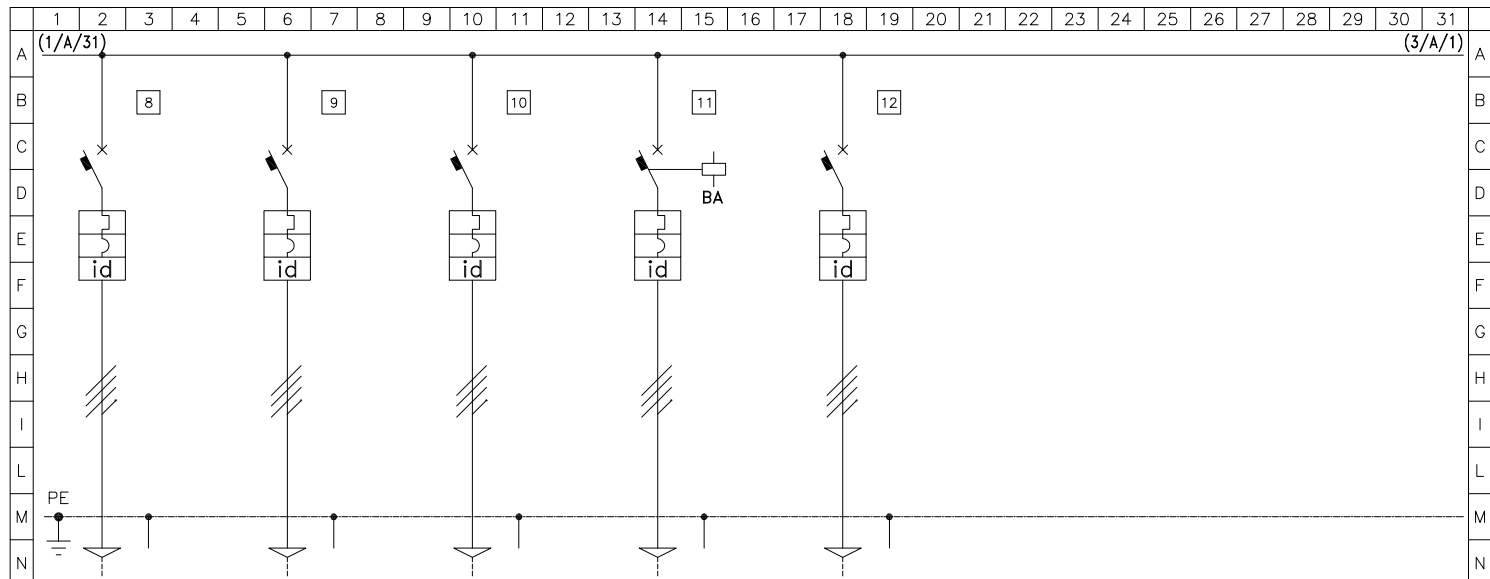 1 2 3 4 5 6 7 8 9 10 11 12 13 14 15 16 17 18 19 20 21 22 23 24 25 26 27 28 29 30 31
(1/A/31) (3/A/1)
A A
B 8 9 10 11 12 B
C C
D BA D
E E
id id id id id
F F
G G
H H
I I
L L
PE
M M
N N